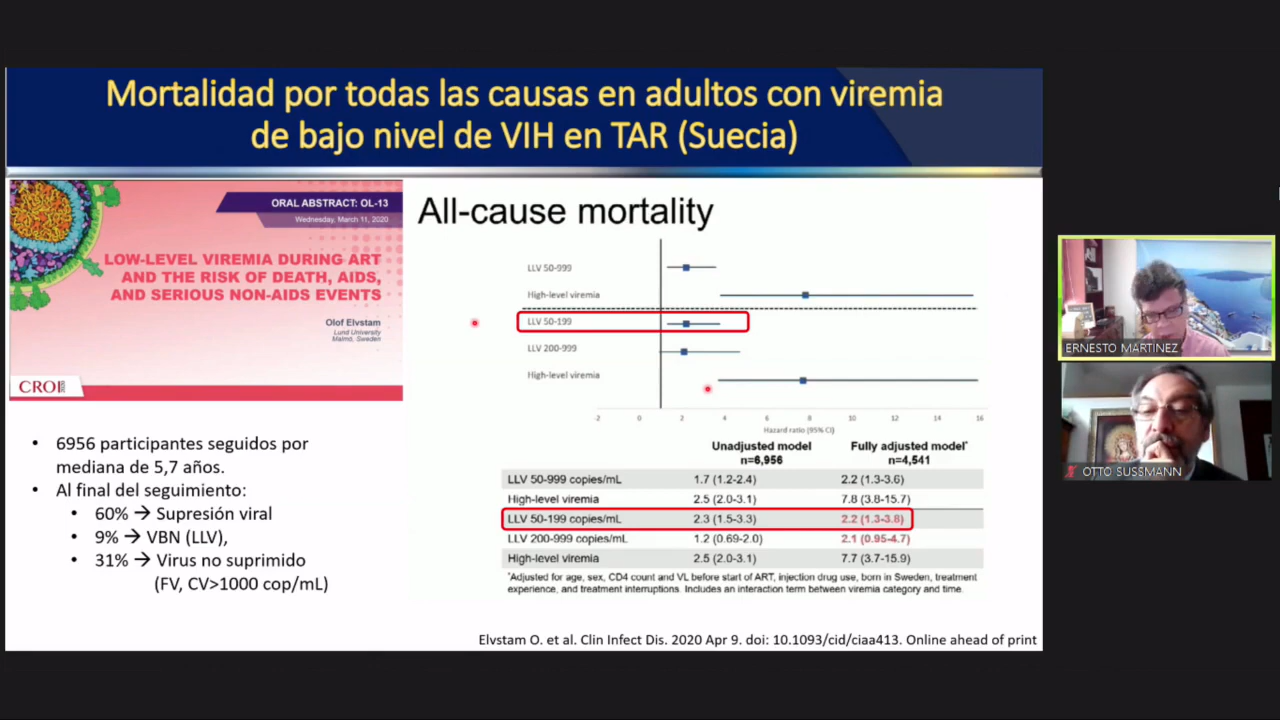 Mortalidad por todas las causas en adultos con viremia
de bajo nivel de VIH en TAR (Suecia)
ORAL ABSTRACT: OL-13
Wednesday, March 11, 2020
LOW-LEVEL VIREMIA DURING ART
AND THE RISK OF DEATH, AIDS,
AND SERIOUS NON-AIDS EVENTS
Olof Elvstam
Lund University
Malmö, Sweden
CROI
• 6956 participantes seguidos por
mediana de 5,7 años.
• Al final del seguimiento:
• 60% → Supresión viral
• 9% → VBN (LLV),
• 31% → Virus no suprimido
(FV, CV>1000 cop/mL)
All-cause mortality
LLV 50-999
High-level viremia
LLV 50-199
LLV 200-999
High-level viremia
-2 0 2 4 6 8 10 12 14 16
Hazard ratio (95% CI)
Unadjusted model Fully adjusted model*
n=6,956 n=4,541
LLV 50-999 copies/mL 1.7 (1.2-2.4) 2.2 (1.3-3.6)
High-level viremia 2.5 (2.0-3.1) 7.8 (3.8-15.7)
LLV 50-199 copies/mL 2.3 (1.5-3.3) 2.2 (1.3-3.8)
LLV 200-999 copies/mL 1.2 (0.69-2.0) 2.1 (0.95-4.7)
High-level viremia 2.5 (2.0-3.1) 7.7 (3.7-15.9)
*Adjusted for age, sex, CD4 count and VL before start of ART, injection drug use, born in Sweden, treatment
experience, and treatment interruptions. Includes an interaction term between viremia category and time.
Elvstam O. et al. Clin Infect Dis. 2020 Apr 9. doi: 10.1093/cid/ciaa413. Online ahead of print
ERNESTO MARTINEZ
OTTO SUSSMANN